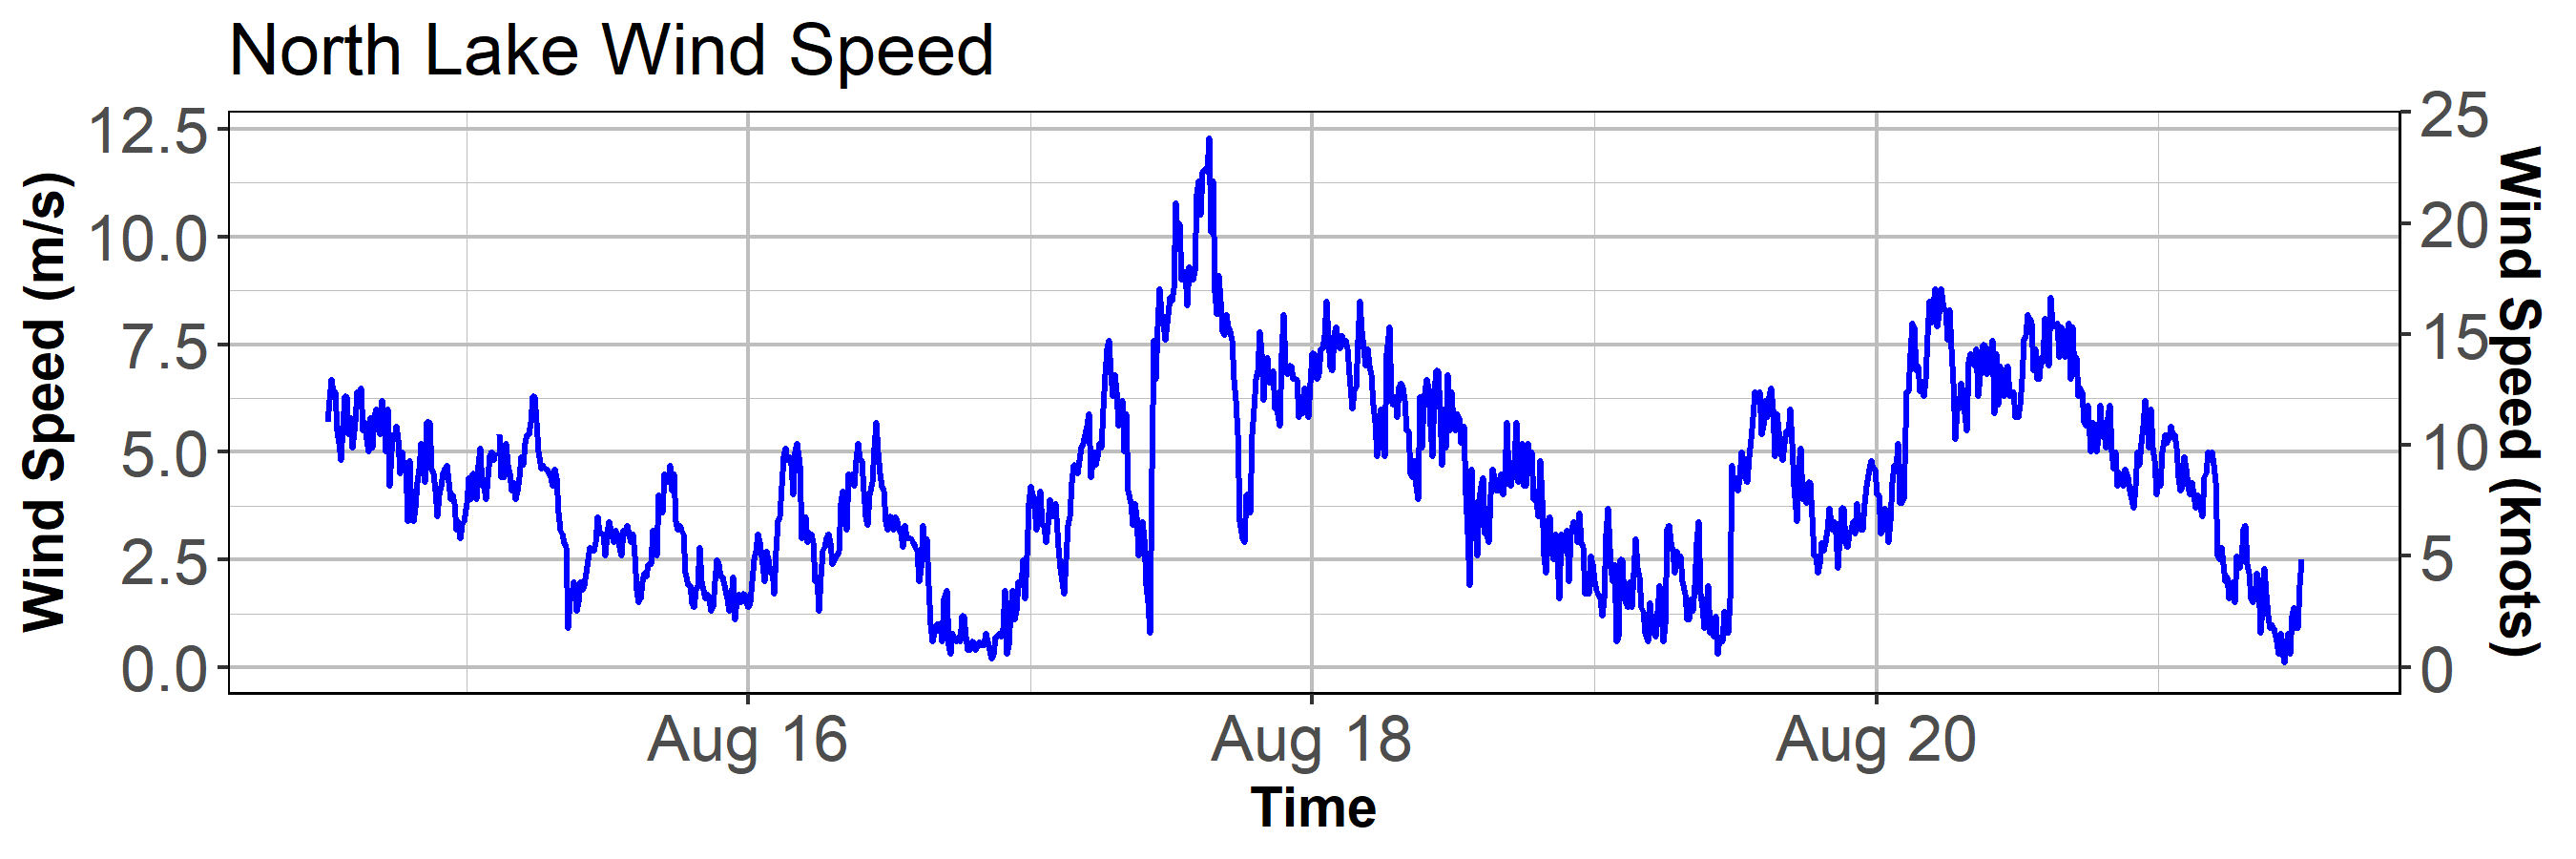 North Lake Wind Speed
Wind Speed (m/s)
12.5
10.0
7.5
5.0
2.5
0.0
25
20
15
10
5
0
Wind Speed (knots)
Aug 16
Aug 18
Aug 20
Time